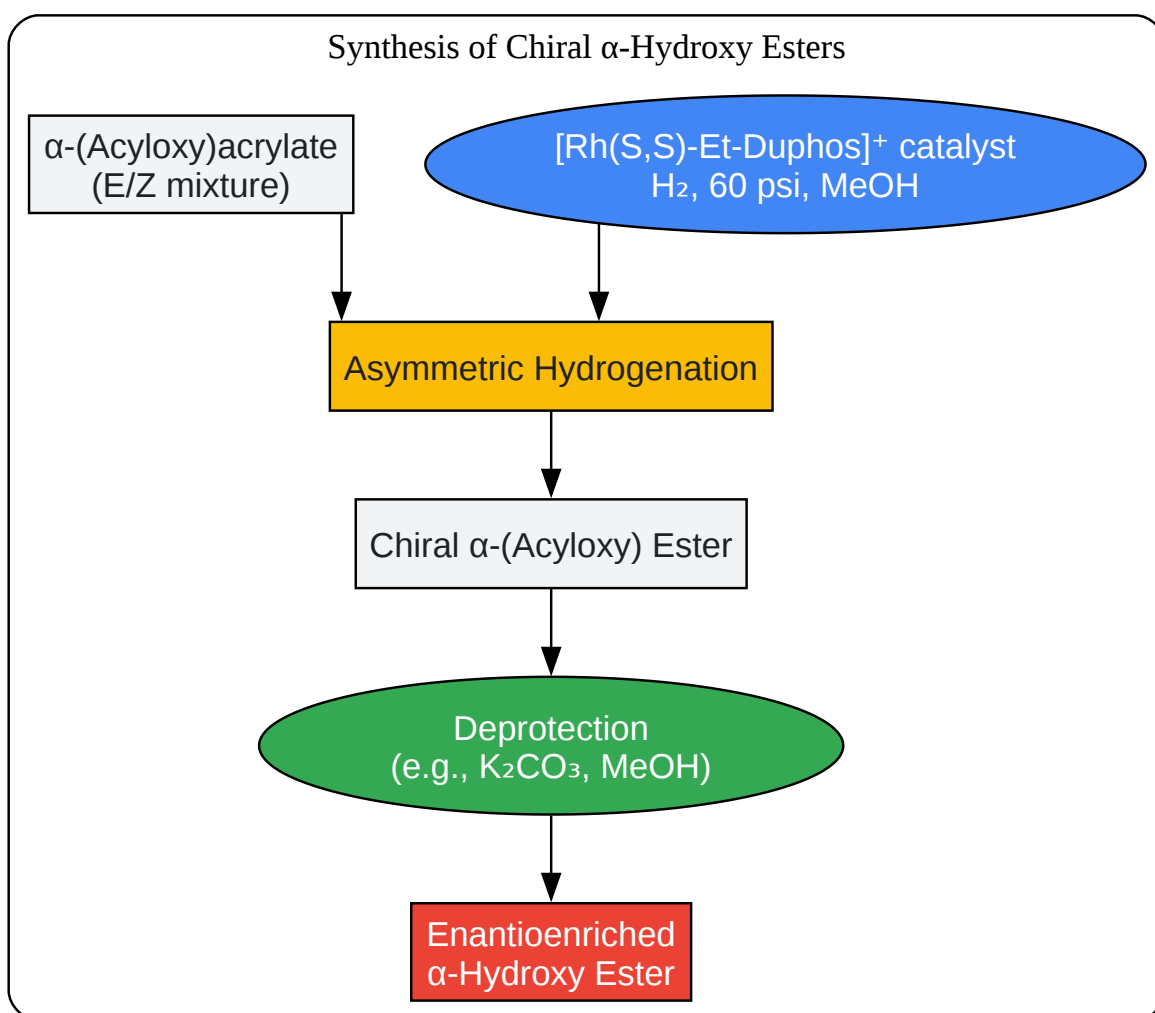 Synthesis of Chiral α-Hydroxy Esters
α-(Acyloxy)acrylate
(E/Z mixture)
[Rh(S,S)-Et-Duphos]⁺ catalyst
H₂, 60 psi, MeOH
Asymmetric Hydrogenation
Chiral α-(Acyloxy) Ester
Deprotection
(e.g., K₂CO₃, MeOH)
Enantioenriched
α-Hydroxy Ester